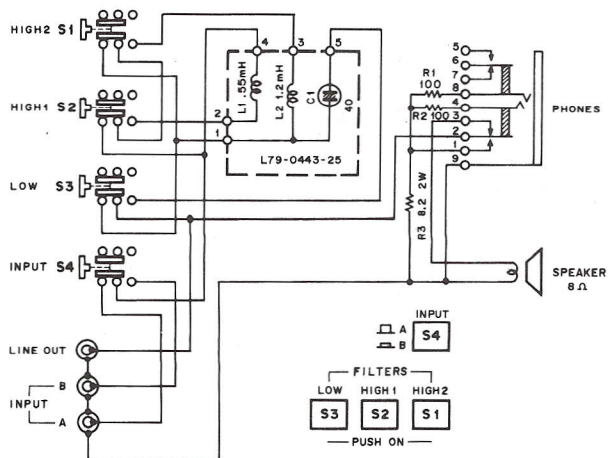 HIGH2 S1
HIGH1 S2
LOW S3
INPUT S4
LINE OUT
B
INPUT
A
4
3
5
L1 .55mH
L2 1.2mH
C1
40
2
1
L79-0443-25
5
6
7
8
4
3
2
1
9
R1
100
R2 100
R3 8.2 2W
PHONES
SPEAKER
8Ω
INPUT
A
B
S4
FILTERS
LOW HIGH1 HIGH2
S3 S2 S1
PUSH ON